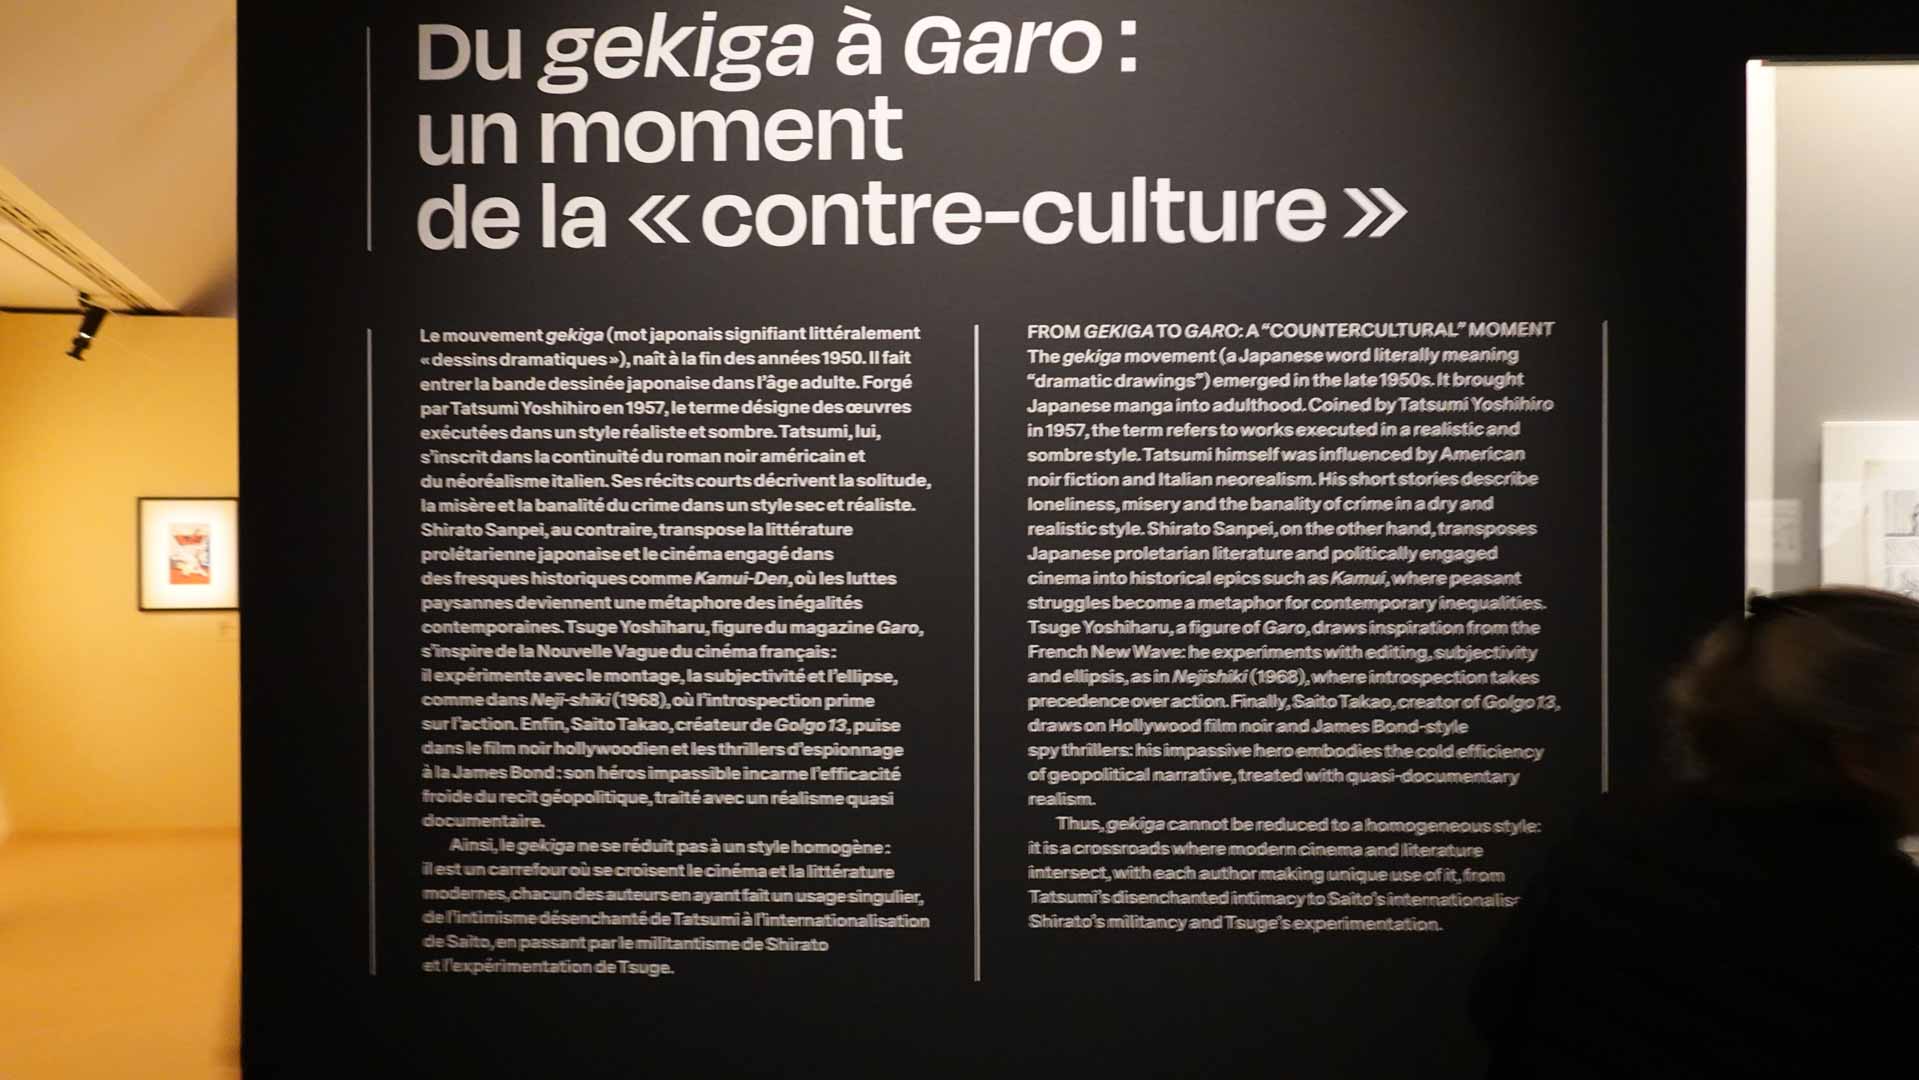 Du gekiga à Garo :
un moment
de la « contre-culture »
Le mouvement gekiga (mot japonais signifiant littéralement
« dessins dramatiques »), naît à la fin des années 1950. Il fait
entrer la bande dessinée japonaise dans l'âge adulte. Forgé
par Tatsumi Yoshihiro en 1957, le terme désigne des œuvres
exécutées dans un style réaliste et sombre. Tatsumi, lui,
s'inscrit dans la continuité du roman noir américain et
du néoréalisme italien. Ses récits courts décrivent la solitude,
la misère et la banalité du crime dans un style sec et réaliste.
Shirato Sanpei, au contraire, transpose la littérature
prolétarienne japonaise et le cinéma engagé dans
des fresques historiques comme Kamui-Den, où les luttes
paysannes deviennent une métaphore des inégalités
contemporaines. Tsuge Yoshiharu, figure du magazine Garo,
s'inspire de la Nouvelle Vague du cinéma français :
il expérimente avec le montage, la subjectivité et l'ellipse,
comme dans Neji-shiki (1968), où l'introspection prime
sur l'action. Enfin, Saito Takao, créateur de Golgo 13, puise
dans le film noir hollywoodien et les thrillers d'espionnage
à la James Bond : son héros impassible incarne l'efficacité
froide du recit géopolitique, traité avec un réalisme quasi
documentaire.
Ainsi, le gekiga ne se réduit pas à un style homogène :
il est un carrefour où se croisent le cinéma et la littérature
modernes, chacun des auteurs en ayant fait un usage singulier,
de l'intimisme désenchanté de Tatsumi à l'internationalisation
de Saito, en passant par le militantisme de Shirato
et l'expérimentation de Tsuge.
FROM GEKIGA TO GARO: A “COUNTERCULTURAL” MOMENT
The gekiga movement (a Japanese word literally meaning
“dramatic drawings”) emerged in the late 1950s. It brought
Japanese manga into adulthood. Coined by Tatsumi Yoshihiro
in 1957, the term refers to works executed in a realistic and
sombre style. Tatsumi himself was influenced by American
noir fiction and Italian neorealism. His short stories describe
loneliness, misery and the banality of crime in a dry and
realistic style. Shirato Sanpei, on the other hand, transposes
Japanese proletarian literature and politically engaged
cinema into historical epics such as Kamui, where peasant
struggles become a metaphor for contemporary inequalities.
Tsuge Yoshiharu, a figure of Garo, draws inspiration from the
French New Wave: he experiments with editing, subjectivity
and ellipsis, as in Nejishiki (1968), where introspection takes
precedence over action. Finally, Saito Takao, creator of Golgo 13,
draws on Hollywood film noir and James Bond-style
spy thrillers: his impassive hero embodies the cold efficiency
of geopolitical narrative, treated with quasi-documentary
realism.
Thus, gekiga cannot be reduced to a homogeneous style:
it is a crossroads where modern cinema and literature
intersect, with each author making unique use of it, from
Tatsumi's disenchanted intimacy to Saito's
Shirato's militancy and Tsuge's experimentation.